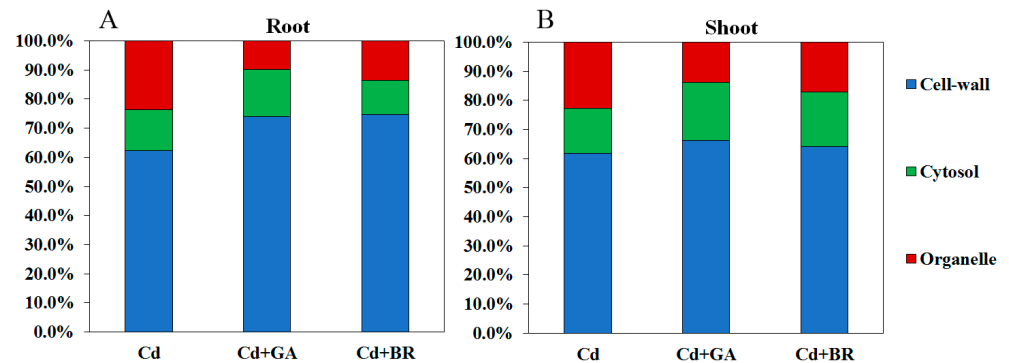 A
Root
100.0%
90.0%
80.0%
70.0%
60.0%
50.0%
40.0%
30.0%
20.0%
10.0%
0.0%
Cd
Cd+GA
Cd+BR
B
Shoot
100.0%
90.0%
80.0%
70.0%
60.0%
50.0%
40.0%
30.0%
20.0%
10.0%
0.0%
Cd
Cd+GA
Cd+BR
Cell-wall
Cytosol
Organelle